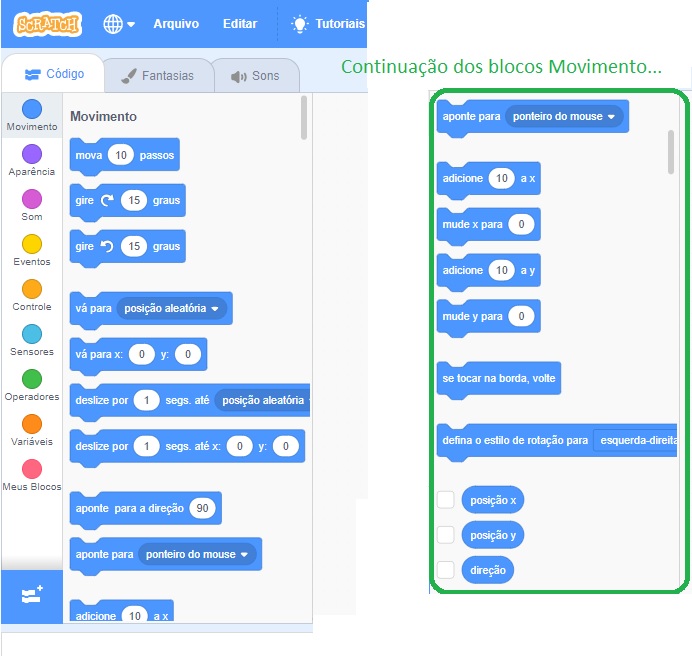 SCRATCH
Arquivo Editar Tutoriais
Código Fantasias Sons
Continuação dos blocos Movimento...
Movimento
Aparência
Som
Eventos
Controle
Sensores
Operadores
Variáveis
Meus Blocos
Movimento
mova 10 passos
gire 15 graus
gire 15 graus
vá para posição aleatória
vá para x: 0 y: 0
deslize por 1 segs. até posição aleatória
deslize por 1 segs. até x: 0 y: 0
aponte para a direção 90
aponte para ponteiro do mouse
adicione 10 a x
aponte para ponteiro do mouse
adicione 10 a x
mude x para 0
adicione 10 a y
mude y para 0
se tocar na borda, volte
defina o estilo de rotação para esquerda-direita
posição x
posição y
direção